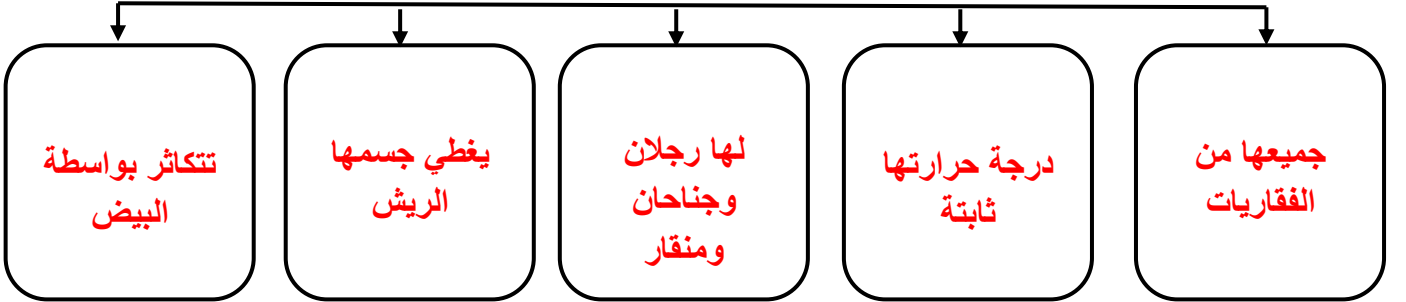 جميعها من
الفقاريات
درجة حرارتها
ثابتة
لها رجلان
وجناحان
ومنقار
يغطي جسمها
الريش
تتكاثر بواسطة
البيض